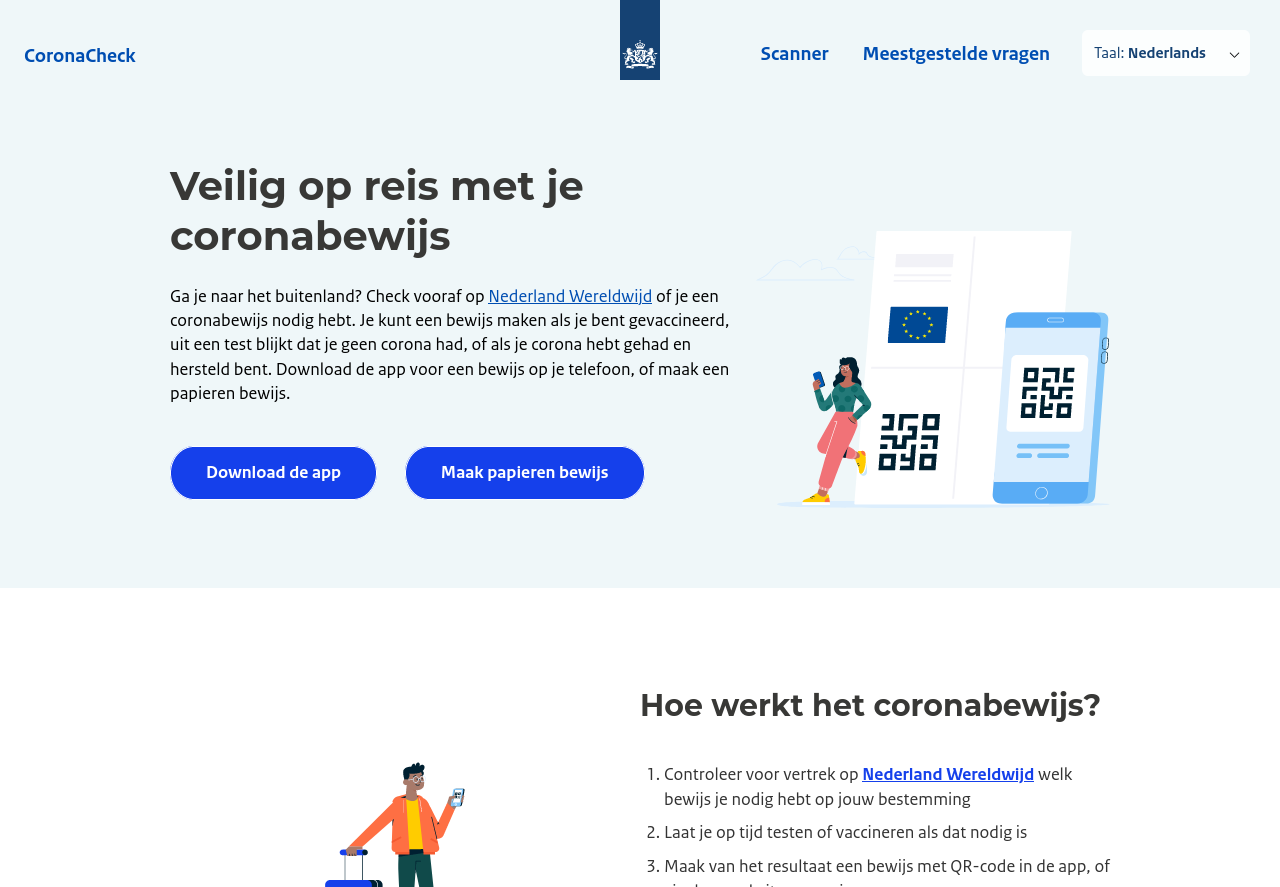 CoronaCheck
Scanner
Meestgestelde vragen
Taal: Nederlands
Veilig op reis met je
coronabewijs
Ga je naar het buitenland? Check vooraf op Nederland Wereldwijd of je een
coronabewijs nodig hebt. Je kunt een bewijs maken als je bent gevaccineerd,
uit een test blijkt dat je geen corona had, of als je corona hebt gehad en
hersteld bent. Download de app voor een bewijs op je telefoon, of maak een
papieren bewijs.
Download de app
Maak papieren bewijs
Hoe werkt het coronabewijs?
1. Controleer voor vertrek op Nederland Wereldwijd welk
bewijs je nodig hebt op jouw bestemming
2. Laat je op tijd testen of vaccineren als dat nodig is
3. Maak van het resultaat een bewijs met QR-code in de app, of